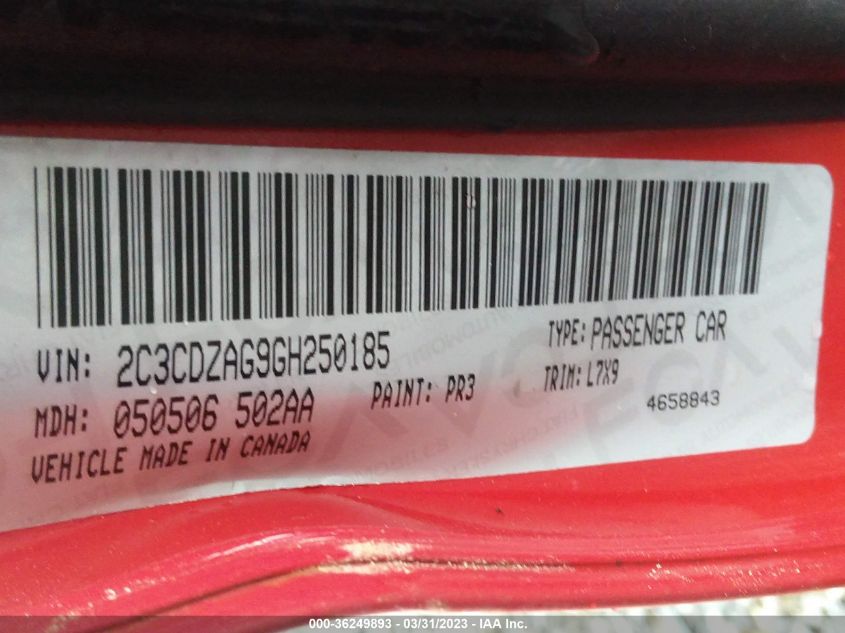 VIN: 2C3CDZAG9GH250185 TYPE: PASSENGER CAR
MDH: 050506 502AA PAINT: PR3 TRIM: L7X9
VEHICLE MADE IN CANADA 4658843
000-36249893 - 03/31/2023 - IAA Inc.